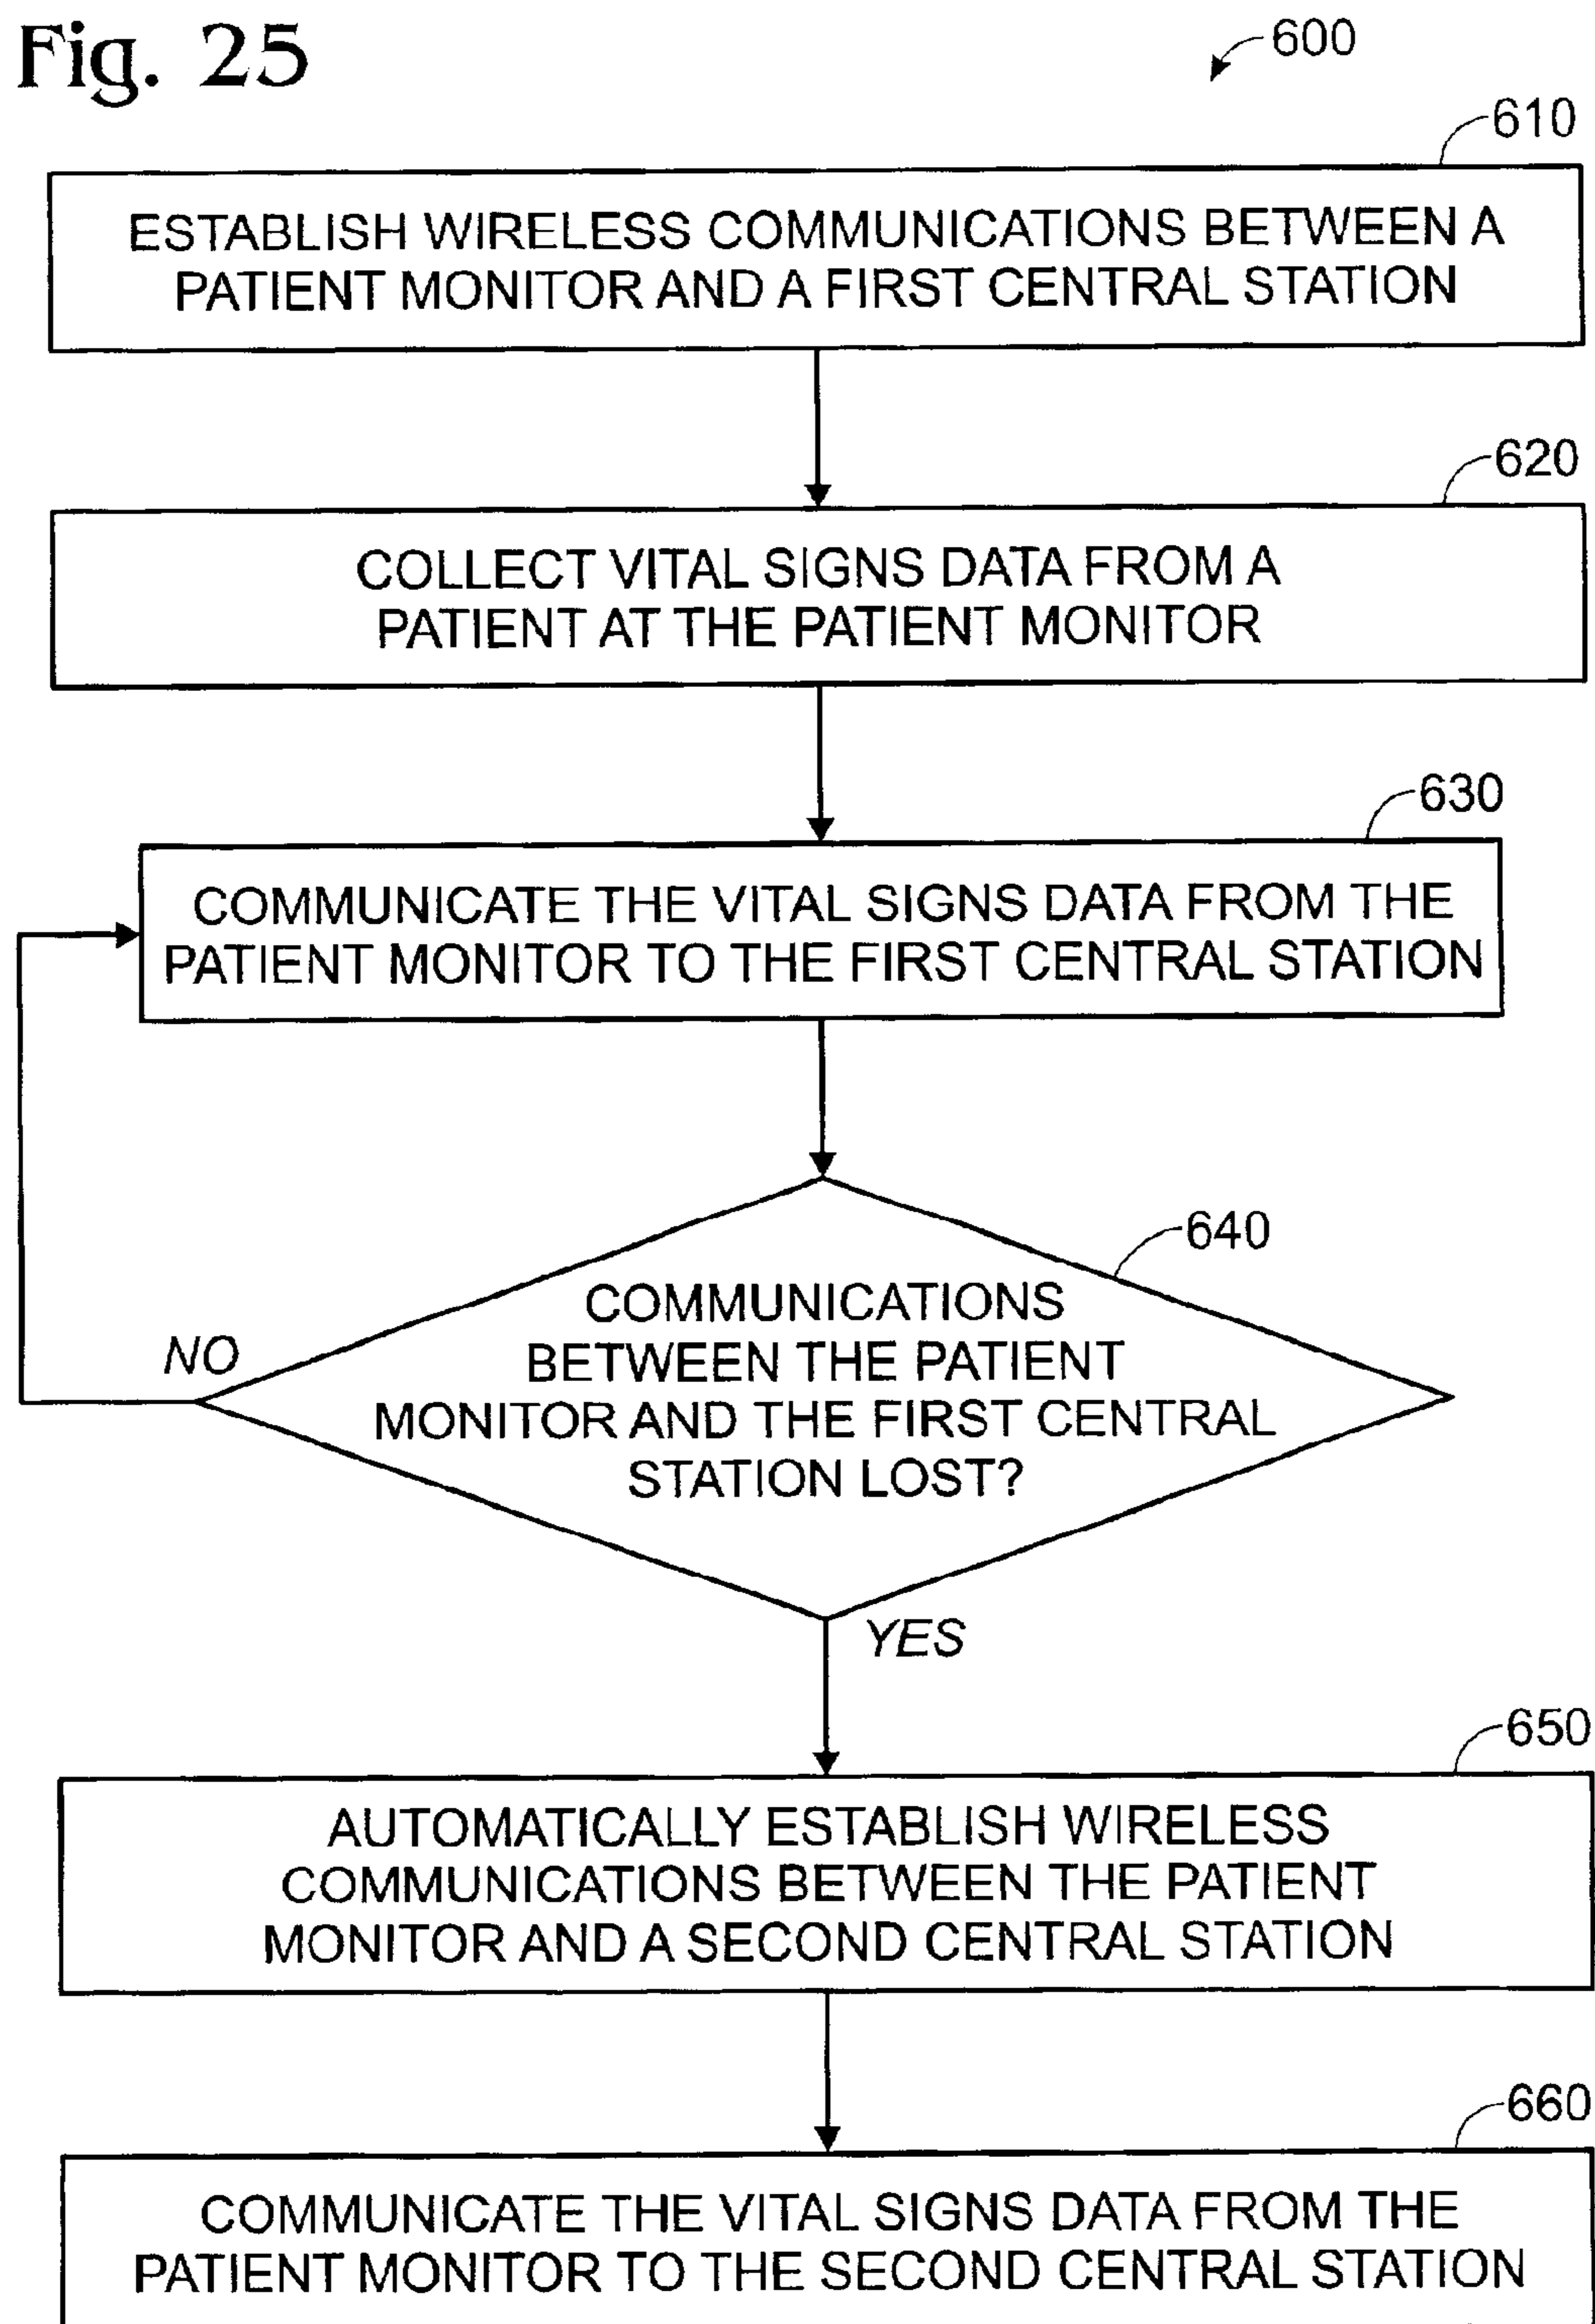 Fig. 25
600
610
ESTABLISH WIRELESS COMMUNICATIONS BETWEEN A
PATIENT MONITOR AND A FIRST CENTRAL STATION
620
COLLECT VITAL SIGNS DATA FROM A
PATIENT AT THE PATIENT MONITOR
630
COMMUNICATE THE VITAL SIGNS DATA FROM THE
PATIENT MONITOR TO THE FIRST CENTRAL STATION
640
COMMUNICATIONS
BETWEEN THE PATIENT
MONITOR AND THE FIRST CENTRAL
STATION LOST?
NO
YES
650
AUTOMATICALLY ESTABLISH WIRELESS
COMMUNICATIONS BETWEEN THE PATIENT
MONITOR AND A SECOND CENTRAL STATION
660
COMMUNICATE THE VITAL SIGNS DATA FROM THE
PATIENT MONITOR TO THE SECOND CENTRAL STATION